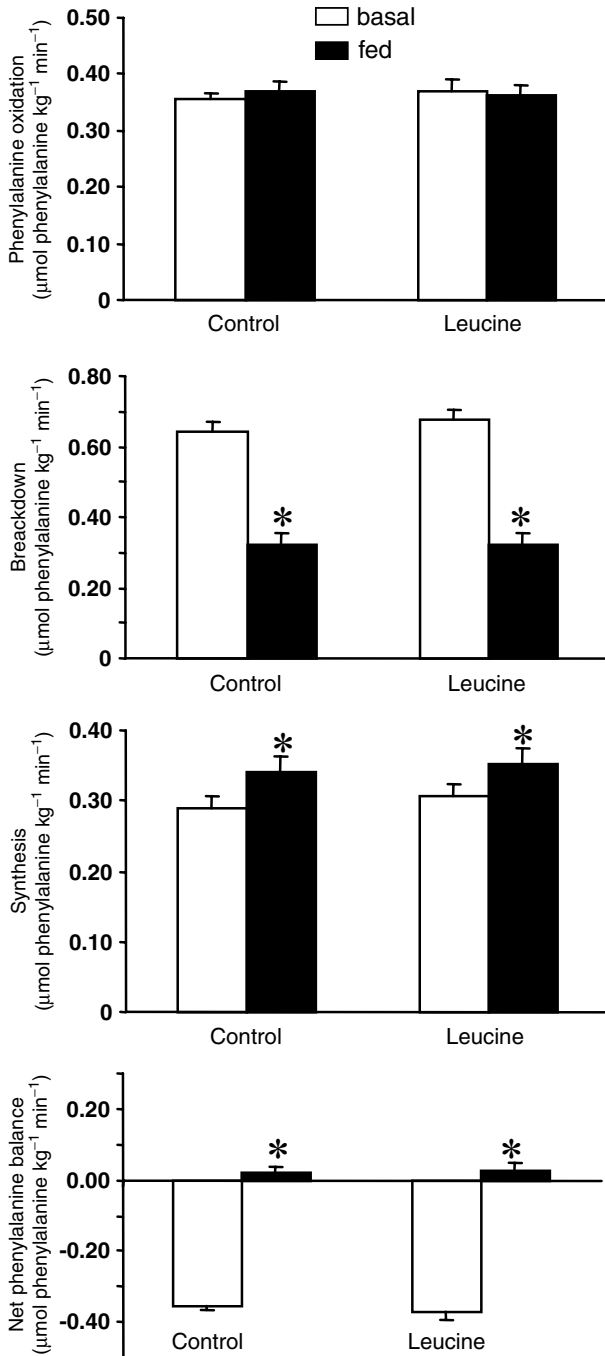 basal
fed
Phenylalanine oxidation
(μmol phenylalanine kg⁻¹ min⁻¹)
0.50
0.40
0.30
0.20
0.10
0
Control
Leucine
Breackdown
(μmol phenylalanine kg⁻¹ min⁻¹)
0.80
0.60
0.40
0.20
0
*
*
Control
Leucine
Synthesis
(μmol phenylalanine kg⁻¹ min⁻¹)
0.40
0.30
0.20
0.10
0
*
*
Control
Leucine
Net phenylalanine balance
(μmol phenylalanine kg⁻¹ min⁻¹)
0.20
0.00
-0.20
-0.40
*
*
Control
Leucine